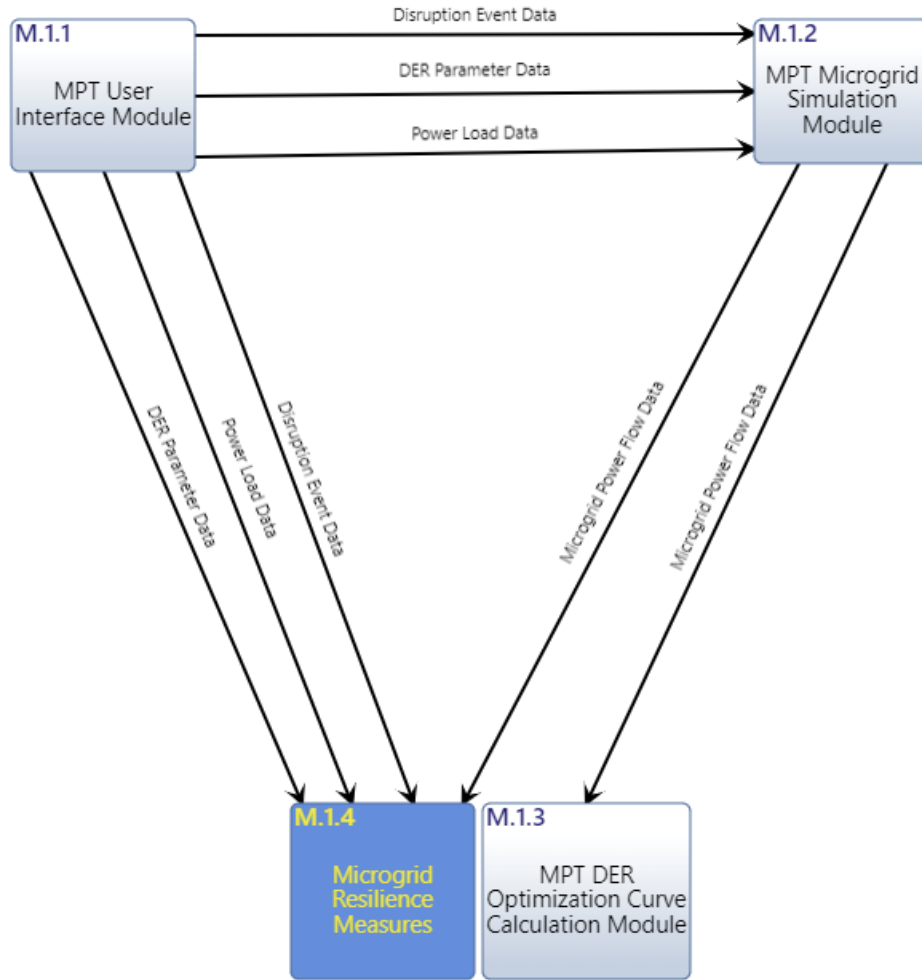 Disruption Event Data
M.1.1
MPT User
Interface Module
M.1.2
MPT Microgrid
Simulation
Module
DER Parameter Data
Power Load Data
DER Parameter Data
Power Load Data
Disruption Event Data
Microgrid Power Flow Data
Microgrid Power Flow Data
M.1.4
Microgrid
Resilience
Measures
M.1.3
MPT DER
Optimization Curve
Calculation Module